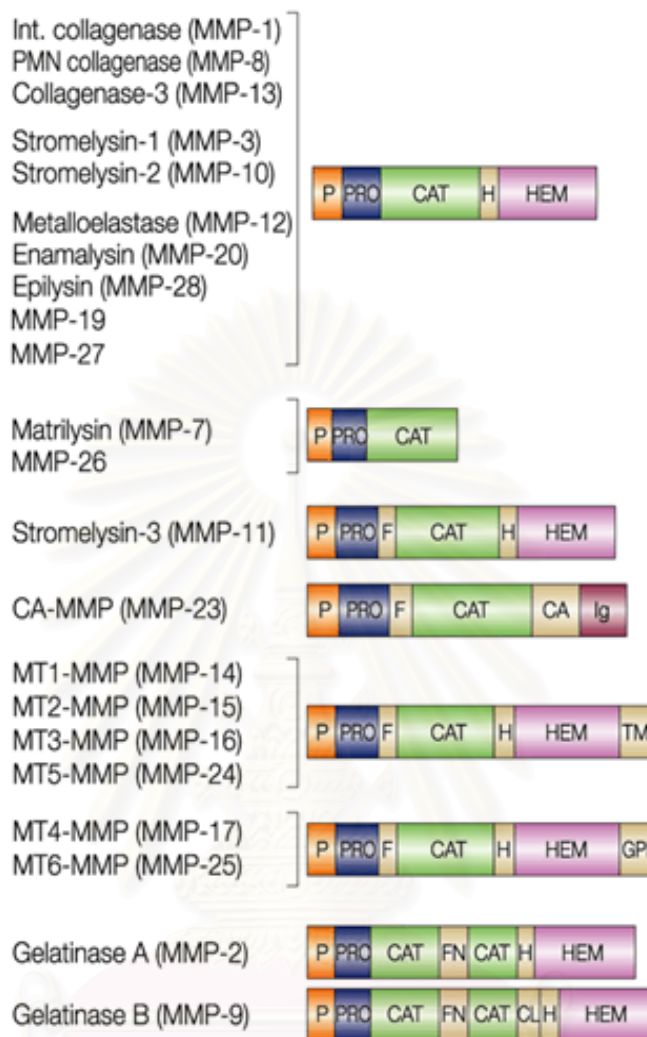 Int. collagenase (MMP-1)
PMN collagenase (MMP-8)
Collagenase-3 (MMP-13)
Stromelysin-1 (MMP-3)
Stromelysin-2 (MMP-10)
P PRO CAT H HEM
Metalloelastase (MMP-12)
Enamalysin (MMP-20)
Epilysin (MMP-28)
MMP-19
MMP-27
Matrilysin (MMP-7)
MMP-26
P PRO CAT
Stromelysin-3 (MMP-11) P PRO F CAT H HEM
CA-MMP (MMP-23) P PRO F CAT CA Ig
MT1-MMP (MMP-14)
MT2-MMP (MMP-15)
MT3-MMP (MMP-16)
MT5-MMP (MMP-24)
P PRO F CAT H HEM TM
MT4-MMP (MMP-17)
MT6-MMP (MMP-25)
P PRO F CAT H HEM GP
Gelatinase A (MMP-2) P PRO CAT FN CAT H HEM
Gelatinase B (MMP-9) P PRO CAT FN CAT CL H HEM